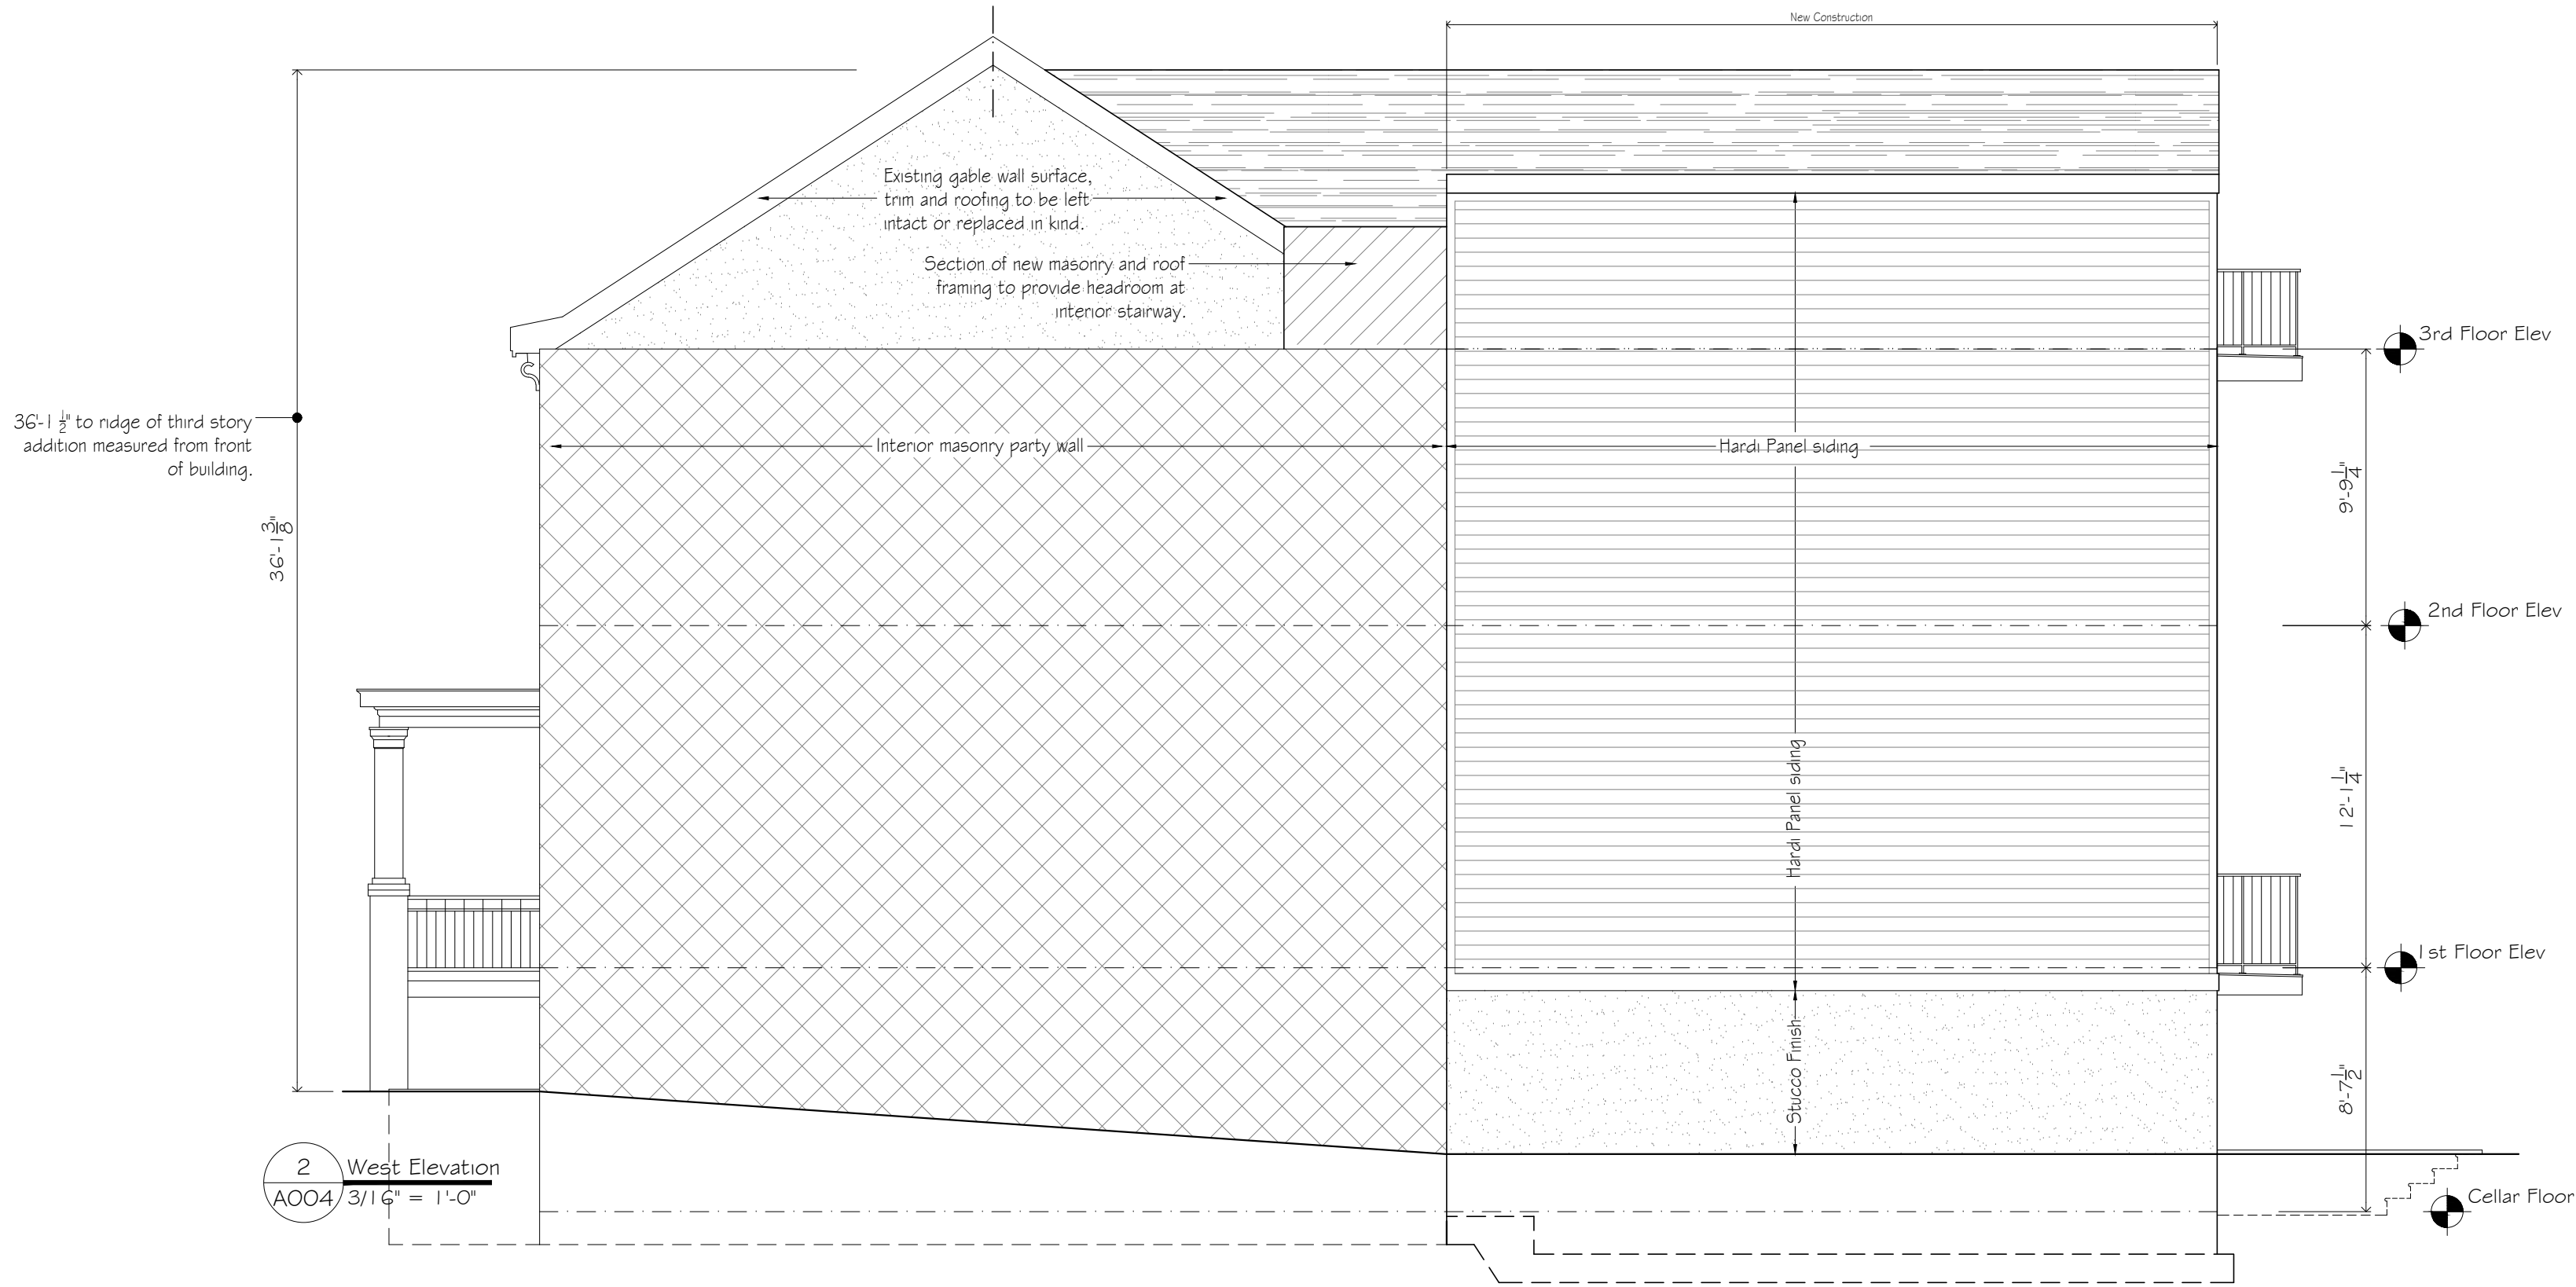 New Construction
Existing gable wall surface,
trim and roofing to be left
intact or replaced in kind.
Section of new masonry and roof
framing to provide headroom at
interior stairway.
3rd Floor Elev
36'-1 1/2" to ridge of third story
addition measured from front
of building.
Interior masonry party wall
Hardi Panel siding
9'-9 1/4"
36'-1 3/8"
2nd Floor Elev
Hardi Panel siding
12'-1 1/4"
1st Floor Elev
Stucco Finish
8'-7 1/2"
2
West Elevation
A004
3/16" = 1'-0"
Cellar Floor